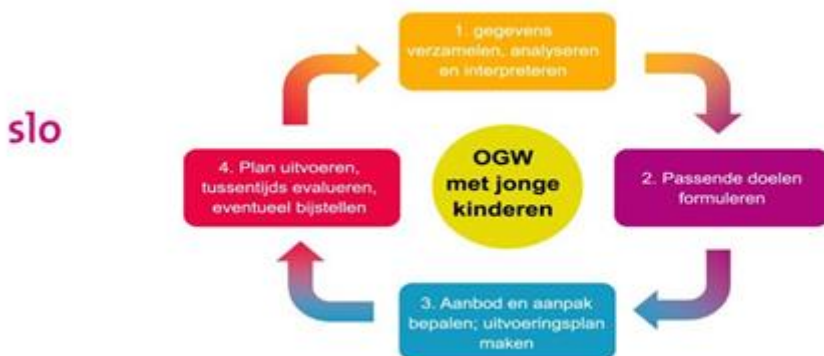 slo
1. gegevens
verzamelen, analyseren
en interpreteren
4. Plan uitvoeren,
tussentijds evalueren,
eventueel bijstellen
OGW
met jonge
kinderen
2. Passende doelen
formuleren
3. Aanbod en aanpak
bepalen; uitvoeringsplan
maken